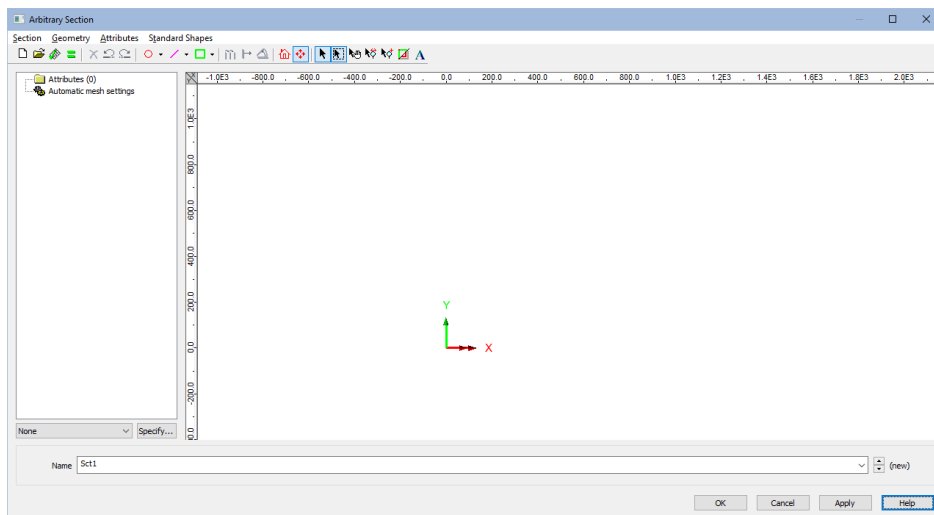 Arbitrary Section
Section Geometry Attributes Standard Shapes
A
Attributes (0)
Automatic mesh settings
-1.0E3 -800.0 -600.0 -400.0 -200.0 0.0 200.0 400.0 600.0 800.0 1.0E3 1.2E3 1.4E3 1.6E3 1.8E3 2.0E3
1.0E3
800.0
600.0
400.0
200.0
0.0
-200.0
Y
X
None Specify...
Name Sct1 (new)
OK Cancel Apply Help